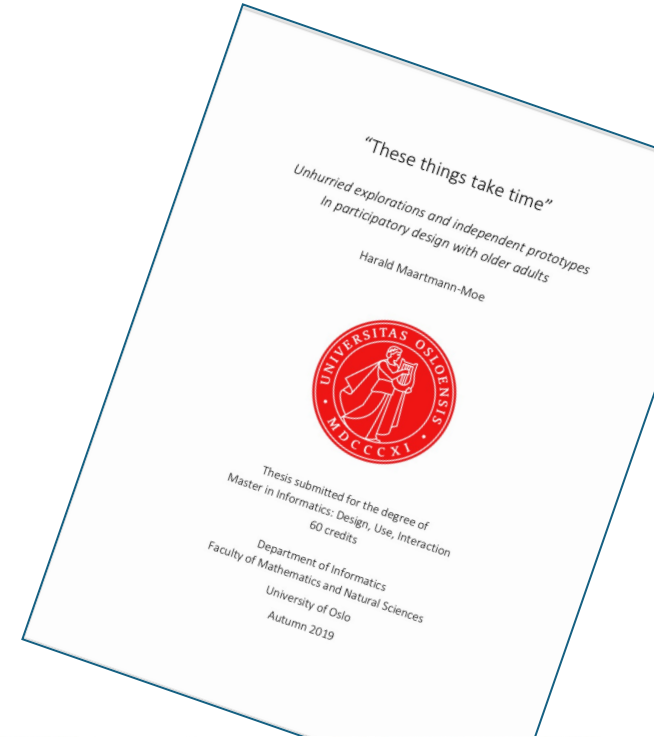 “These things take time”
Unhurried explorations and independent prototypes
In participatory design with older adults
Harald Maartmann-Moe
UNIVERSITAS OSLOENSIS
MDCCCXI
Thesis submitted for the degree of
Master in Informatics: Design, Use, Interaction
60 credits
Department of Informatics
Faculty of Mathematics and Natural Sciences
University of Oslo
Autumn 2019